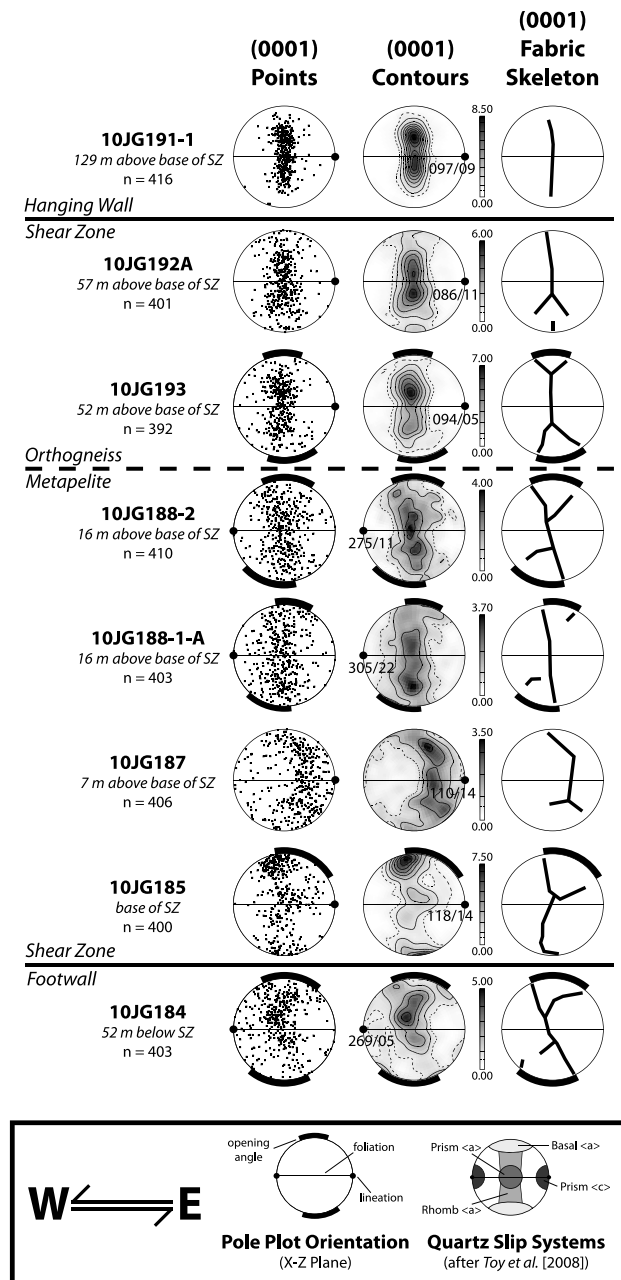 (0001)
Points
(0001)
Contours
(0001)
Fabric
Skeleton
10JG191-1
129 m above base of SZ
n = 416
097/09
8.50
0.00
Hanging Wall
Shear Zone
10JG192A
57 m above base of SZ
n = 401
086/11
6.00
0.00
10JG193
52 m above base of SZ
n = 392
094/05
7.00
0.00
Orthogneiss
Metapelite
10JG188-2
16 m above base of SZ
n = 410
275/11
4.00
0.00
10JG188-1-A
16 m above base of SZ
n = 403
305/22
3.70
0.00
10JG187
7 m above base of SZ
n = 406
110/14
3.50
0.00
10JG185
base of SZ
n = 400
118/14
7.50
0.00
Shear Zone
Footwall
10JG184
52 m below SZ
n = 403
269/05
5.00
0.00
W E
opening
angle
foliation
lineation
Pole Plot Orientation
(X-Z Plane)
Prism <a>
Basal <a>
Prism <c>
Rhomb <a>
Quartz Slip Systems
(after Toy et al. [2008])